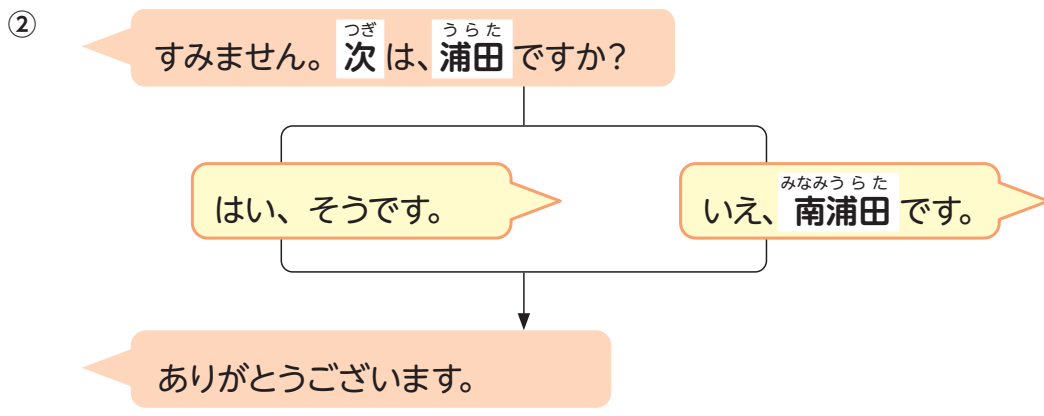 ②
つぎ うらた
すみません。次は、浦田ですか?
はい、そうです。
みなみうらた
いえ、南浦田です。
ありがとうございます。